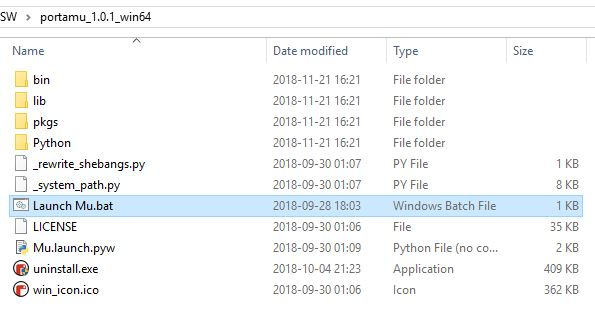 SW > portamu_1.0.1_win64
Name Date modified Type Size
bin 2018-11-21 16:21 File folder
lib 2018-11-21 16:21 File folder
pkgs 2018-11-21 16:21 File folder
Python 2018-11-21 16:21 File folder
_rewrite_shebangs.py 2018-09-30 01:07 PY File 1 KB
_system_path.py 2018-09-30 01:07 PY File 8 KB
Launch Mu.bat 2018-09-28 18:03 Windows Batch File 1 KB
LICENSE 2018-09-30 01:06 File 35 KB
Mu.launch.pyw 2018-09-30 01:09 Python File (no co... 2 KB
uninstall.exe 2018-10-04 21:23 Application 409 KB
win_icon.ico 2018-09-30 01:06 Icon 362 KB